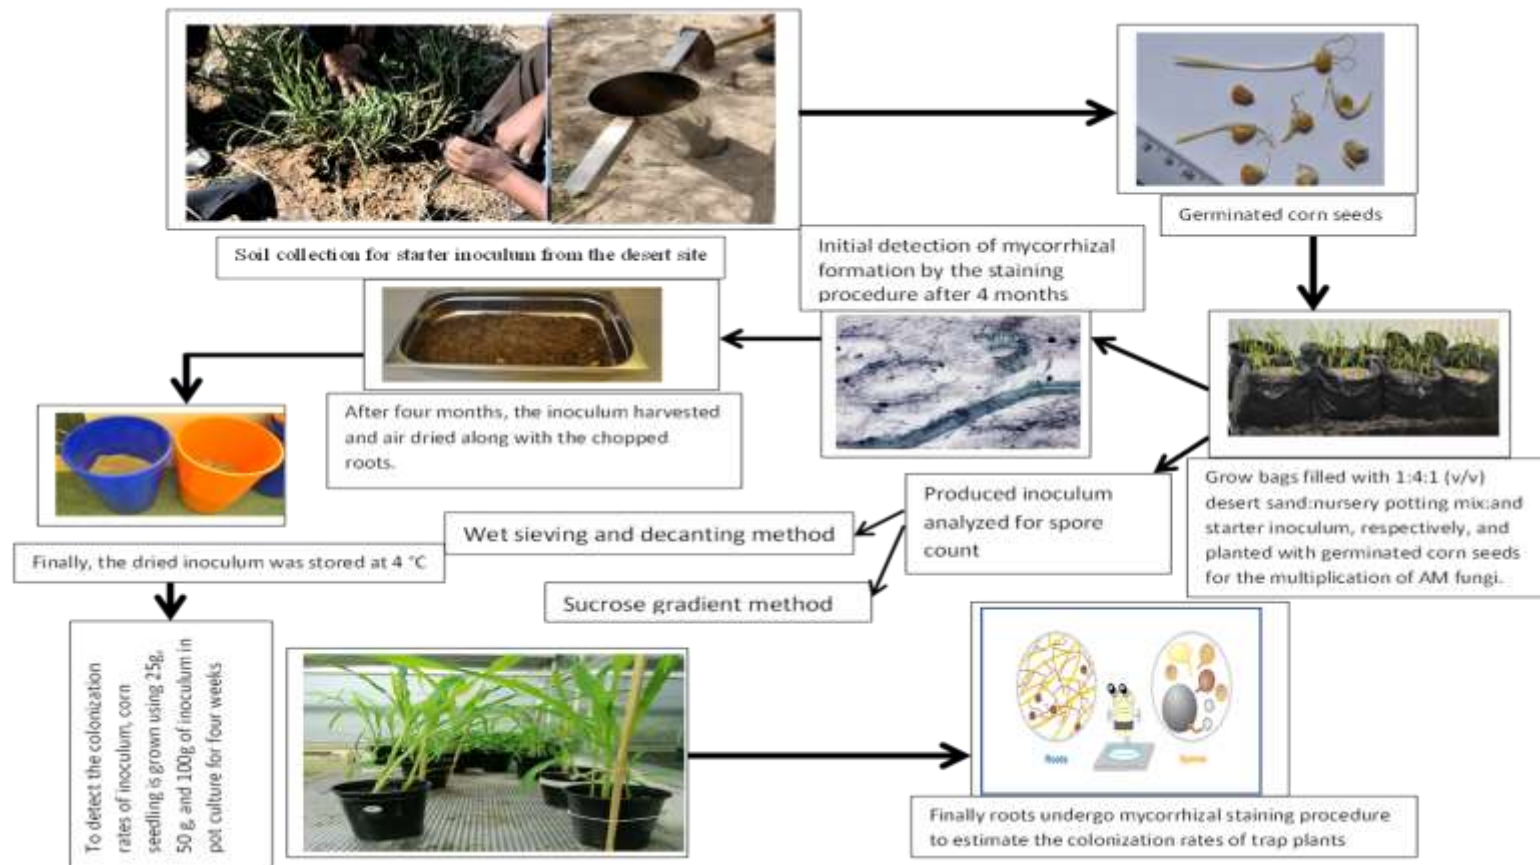 Soil collection for starter inoculum from the desert site
Germinated corn seeds
Initial detection of mycorrhizal
formation by the staining
procedure after 4 months
After four months, the inoculum harvested
and air dried along with the chopped
roots.
Grow bags filled with 1:4:1 (v/v)
desert sand:nursery potting mix:and
starter inoculum, respectively, and
planted with germinated corn seeds
for the multiplication of AM fungi.
Produced inoculum
analyzed for spore
count
Wet sieving and decanting method
Sucrose gradient method
Finally, the dried inoculum was stored at 4 °C
To detect the colonization
rates of inoculum, corn
seedling is grown using 25g,
50 g, and 100g of inoculum in
pot culture for four weeks
Roots
Finally roots undergo mycorrhizal staining procedure
to estimate the colonization rates of trap plants